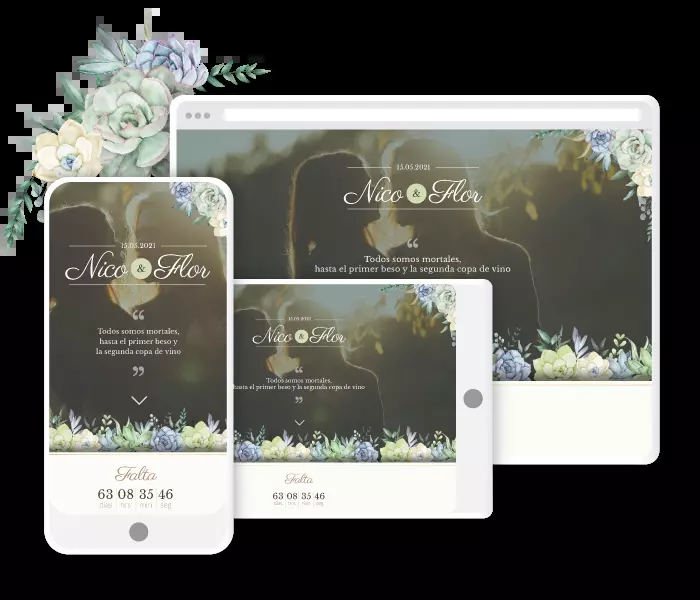 15.05.2021
Nico & Flor
“
Todos somos mortales,
hasta el primer beso y la segunda copa de vino
15.05.2021
Nico & Flor
“
Todos somos mortales,
hasta el primer beso y
la segunda copa de vino
”
Falta
63 08 35 46
días hrs min seg
15.05.2021
Nico & Flor
“
Todos somos mortales,
hasta el primer beso y la segunda copa de vino
”
Falta
63 08 35 46
días hrs min seg